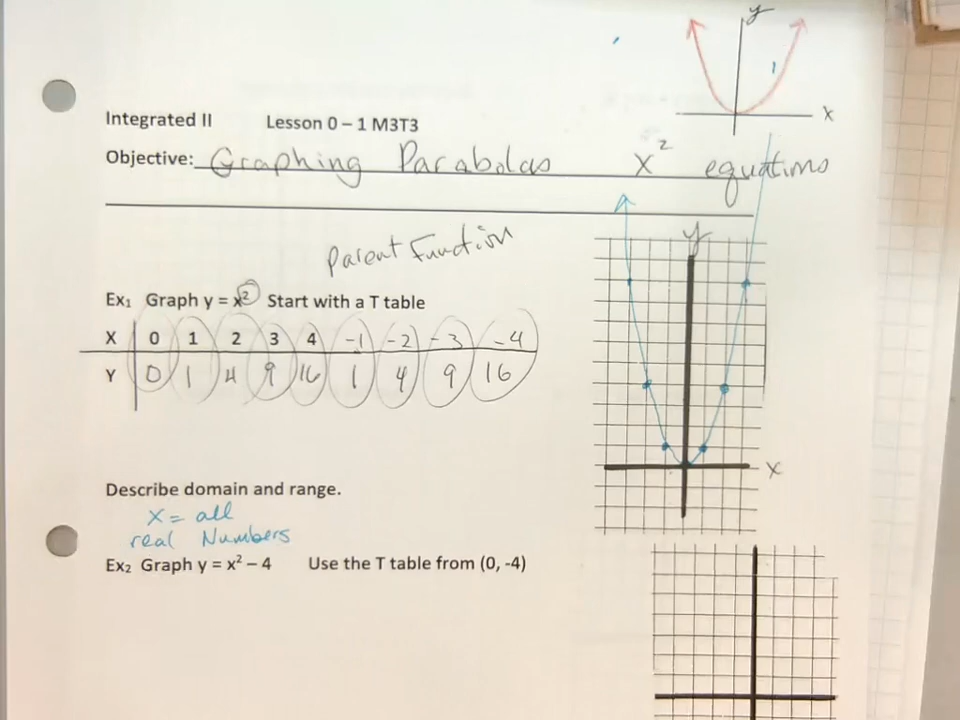 y
x
Integrated II Lesson 0 – 1 M3T3
Objective: Graphing Parabolas x² equations
Parent Function
y
Ex₁ Graph y = x² Start with a T table
X 0 1 2 3 4 -1 -2 -3 -4
Y 0 1 4 9 16 1 4 9 16
x
Describe domain and range.
x = all
real Numbers
Ex₂ Graph y = x² – 4 Use the T table from (0, -4)